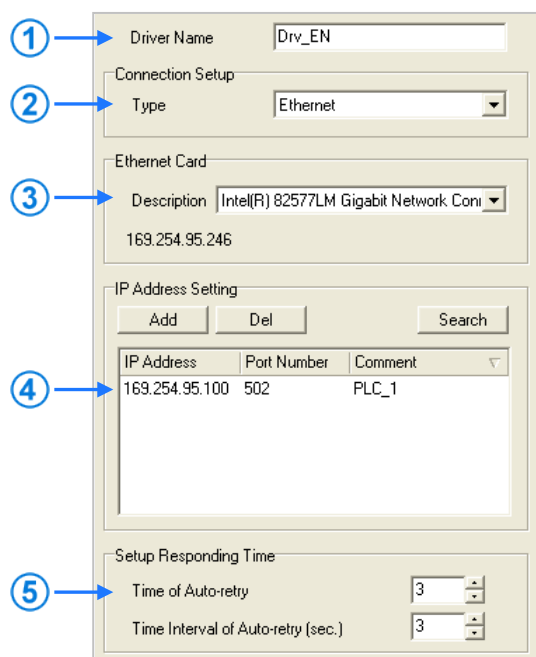 1 Driver Name Drv_EN
Connection Setup
2 Type Ethernet
Ethernet Card
3 Description Intel(R) 82577LM Gigabit Network Conn
169.254.95.246
IP Address Setting
Add Del Search
IP Address Port Number Comment
4 169.254.95.100 502 PLC_1
Setup Responding Time
5 Time of Auto-retry 3
Time Interval of Auto-retry (sec.) 3